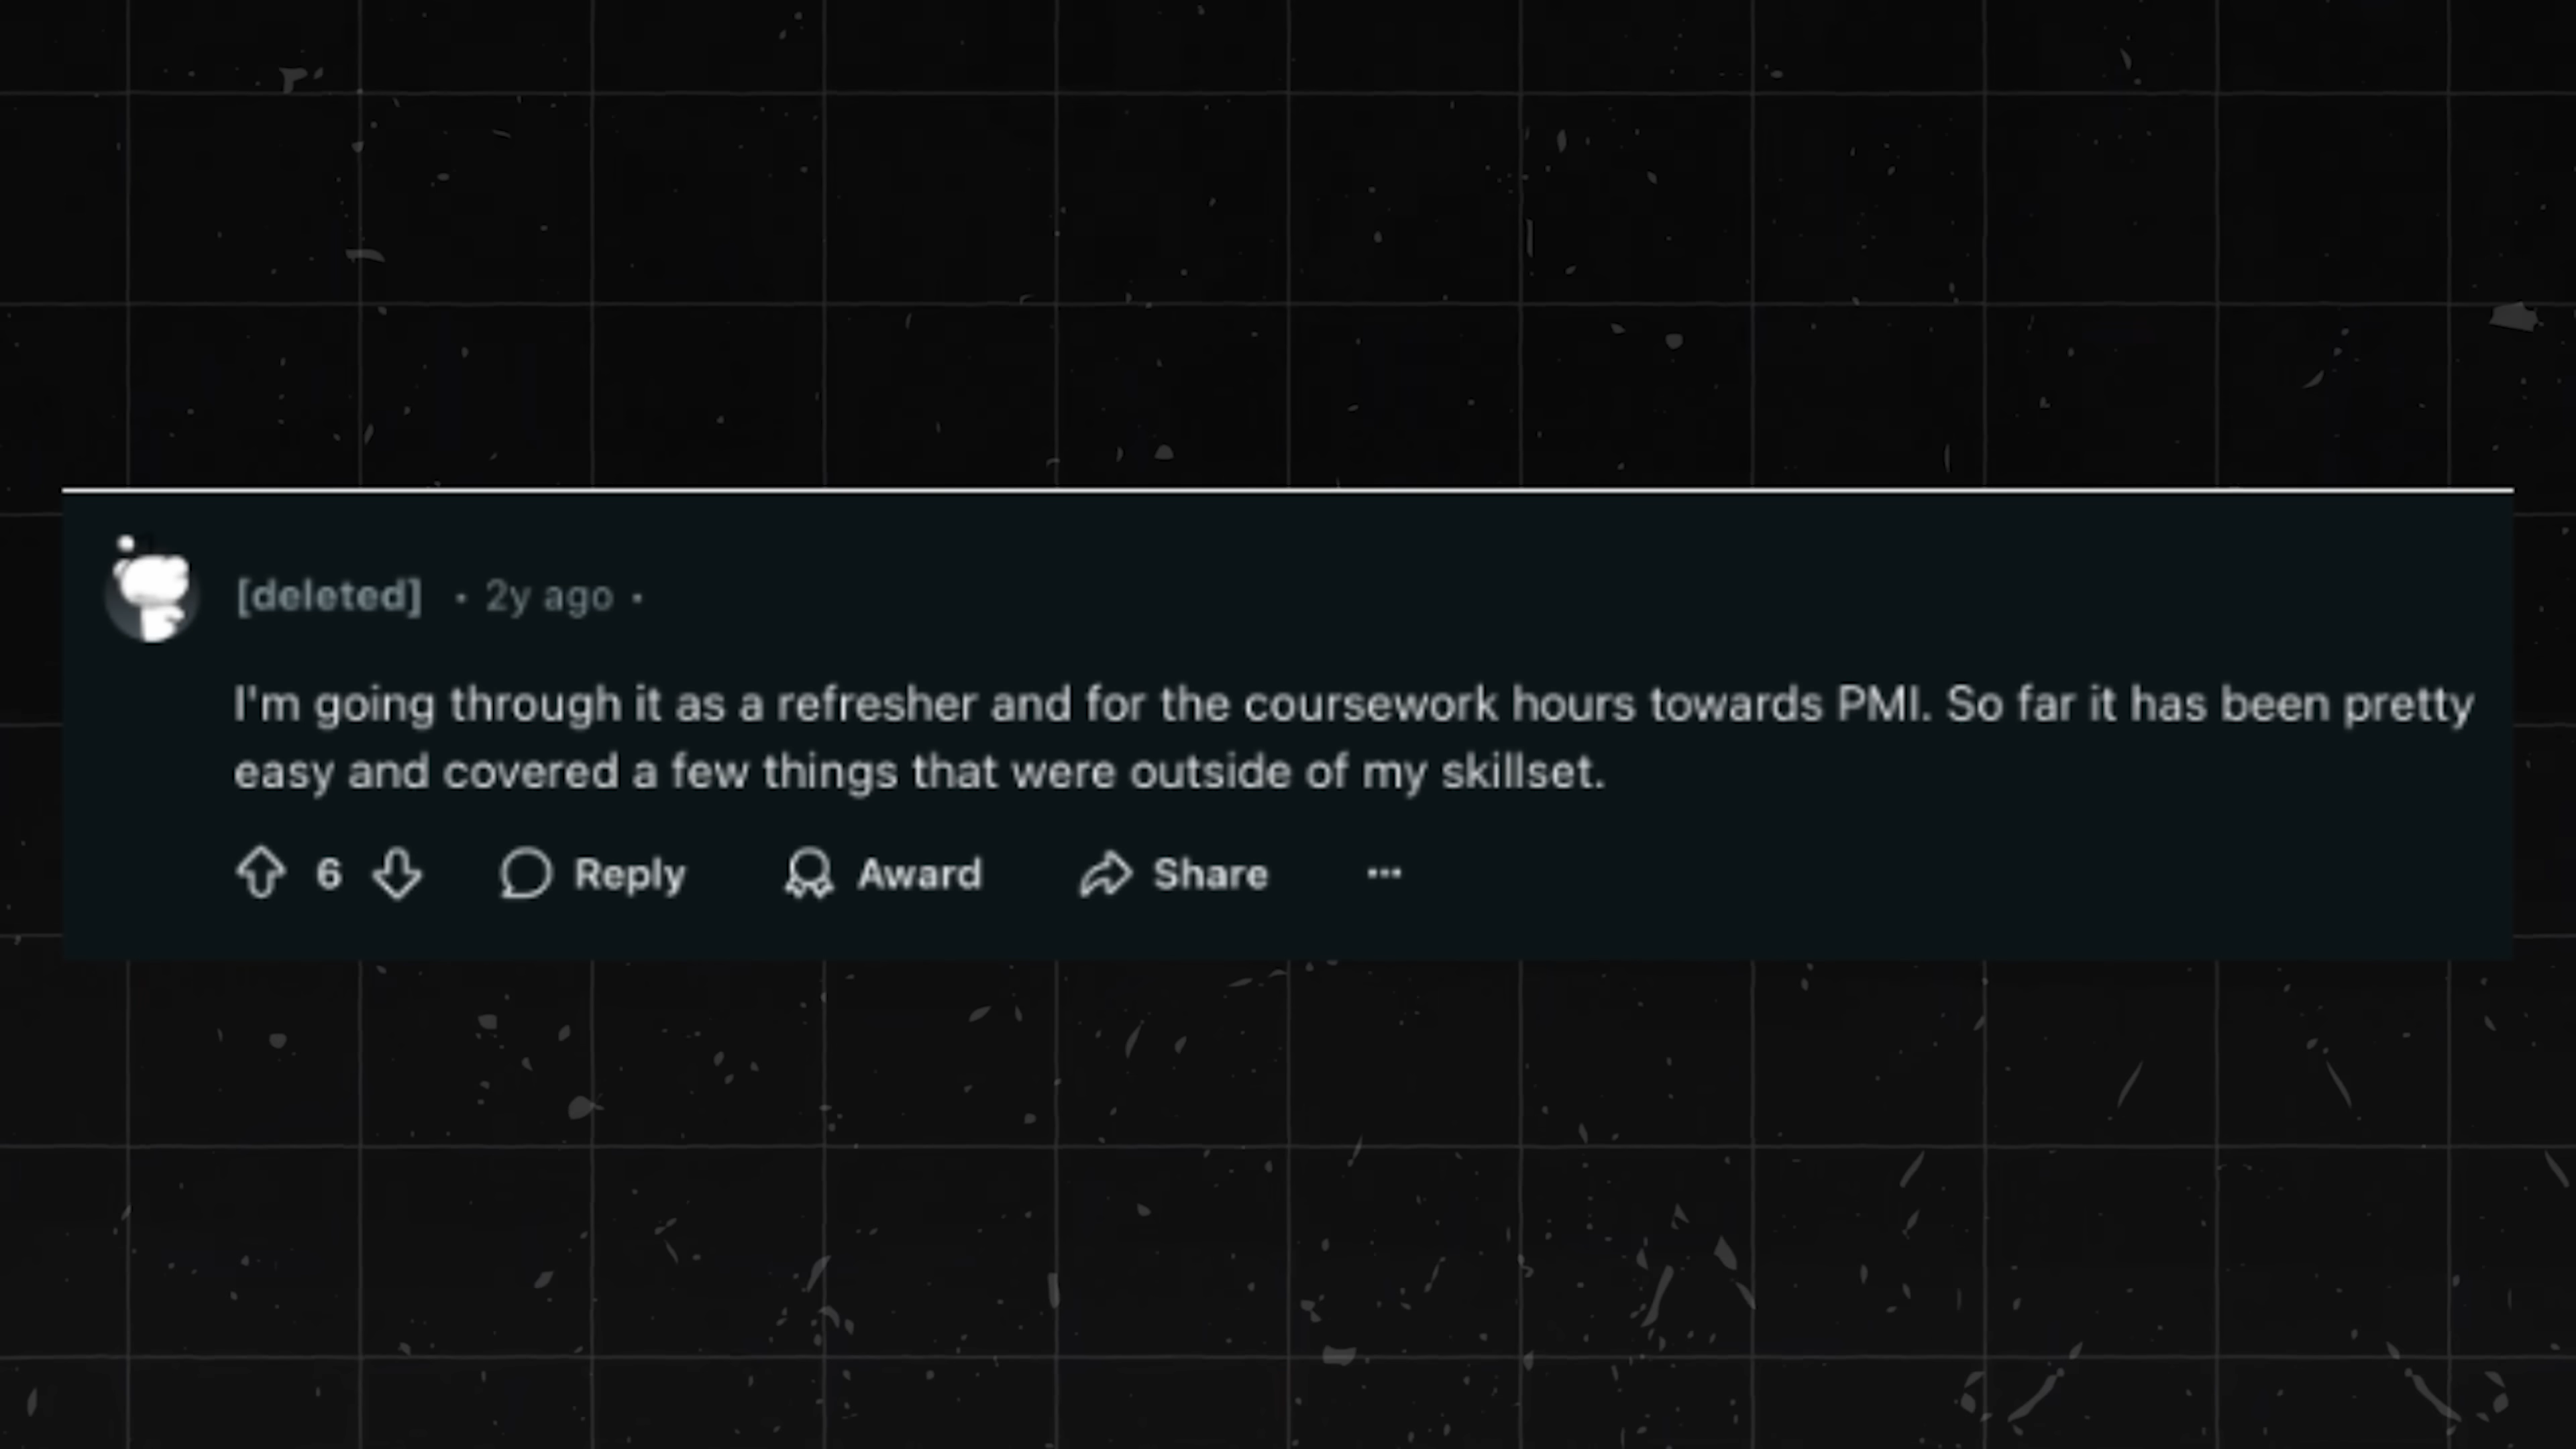 [deleted] • 2y ago •
I'm going through it as a refresher and for the coursework hours towards PMI. So far it has been pretty
easy and covered a few things that were outside of my skillset.
6 Reply Award Share ...